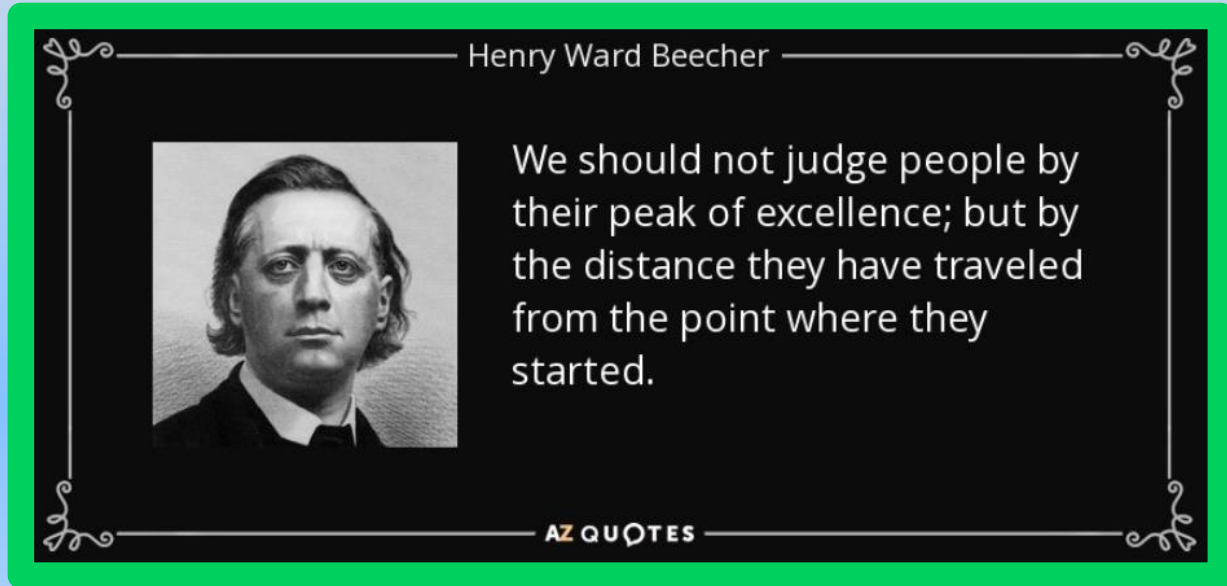 Henry Ward Beecher
We should not judge people by
their peak of excellence; but by
the distance they have traveled
from the point where they
started.
AZ QUOTES